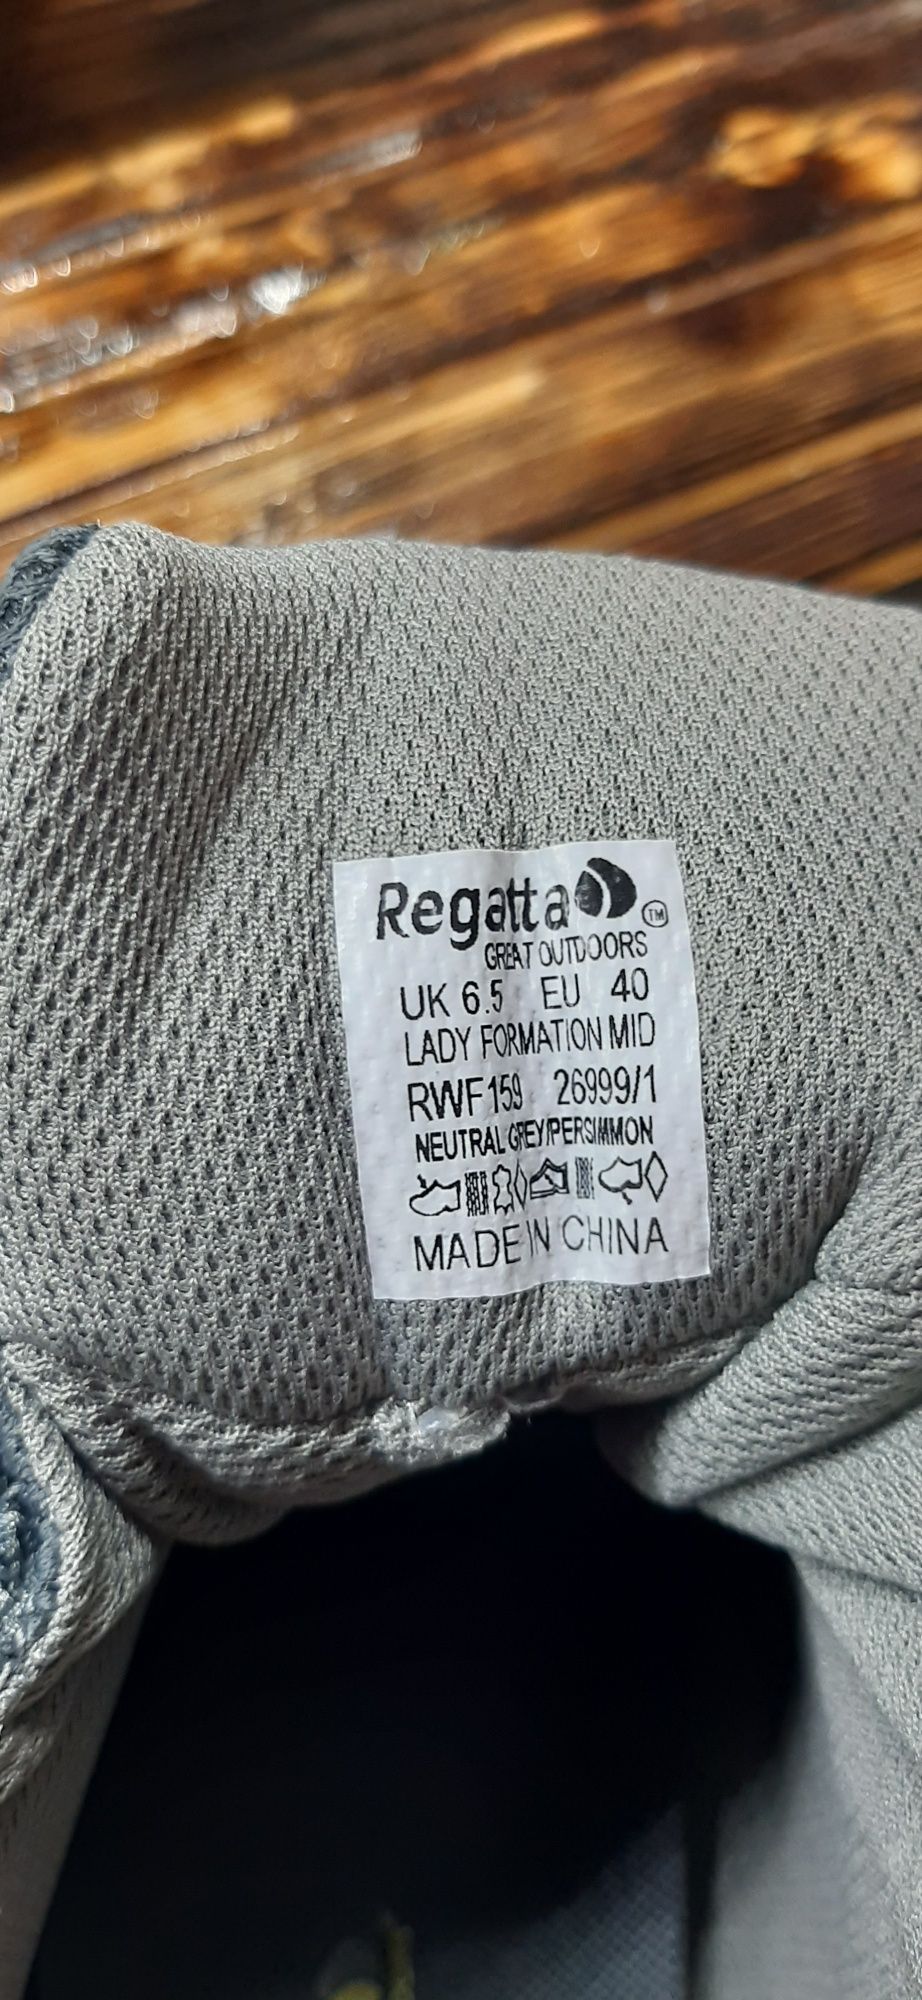 Regatta ™
GREAT OUTDOORS
UK 6.5 EU 40
LADY FORMATION MID
RWF159 26999/1
NEUTRAL GREY/PERSIMMON
MADE IN CHINA